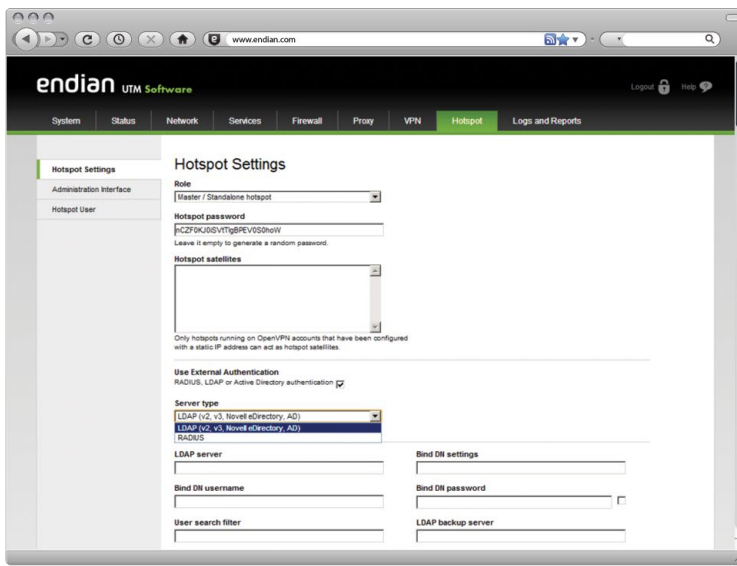 www.endian.com
endian UTM Software
Logout Help
System Status Network Services Firewall Proxy VPN Hotspot Logs and Reports
Hotspot Settings
Administration Interface
Hotspot User
Hotspot Settings
Role
Master / Standalone hotspot
Hotspot password
Leave it empty to generate a random password.
Hotspot satellites
Only hotspots running on OpenVPN accounts that have been configured
with a static IP address can act as hotspot satellites.
Use External Authentication
RADIUS, LDAP or Active Directory authentication
Server type
LDAP (v2, v3, Novell eDirectory, AD)
LDAP (v2, v3, Novell eDirectory, AD)
RADIUS
LDAP server Bind DN settings
Bind DN username Bind DN password
User search filter LDAP backup server